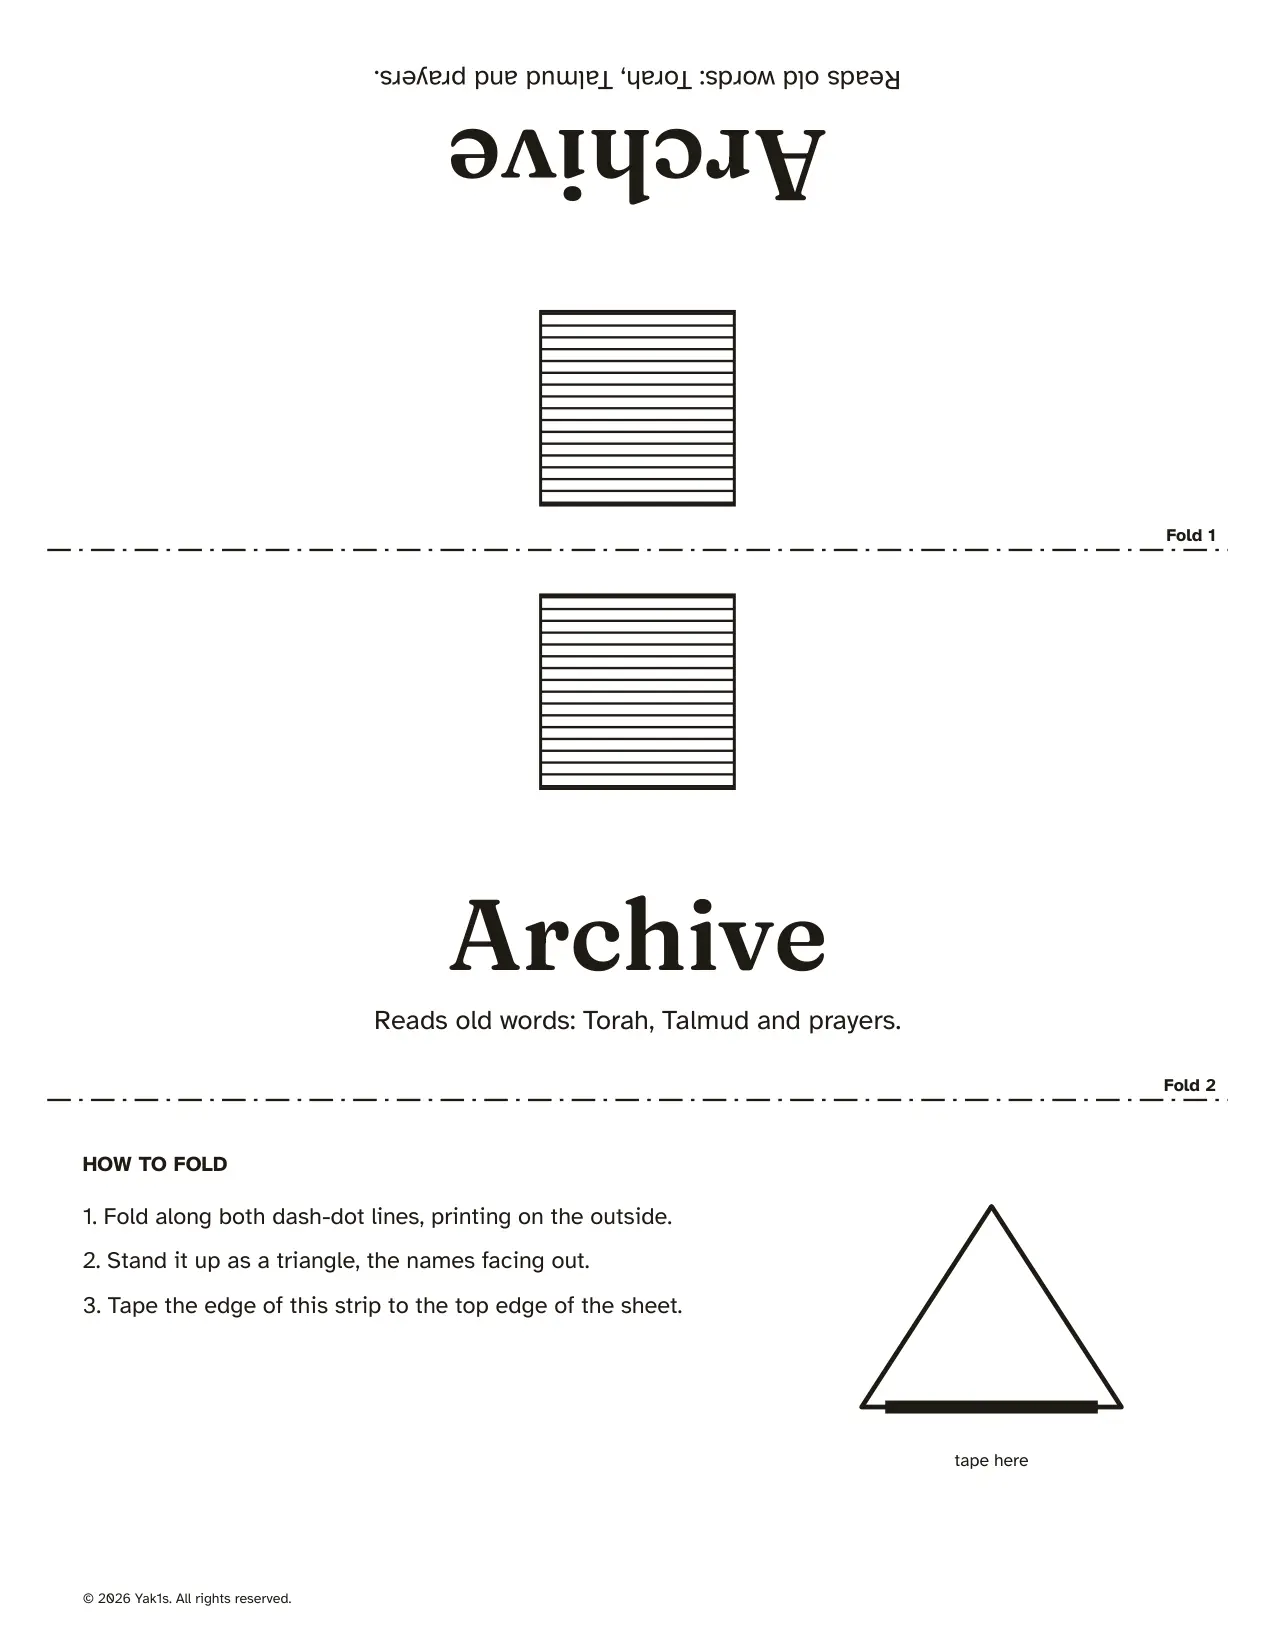 Reads old words: Torah, Talmud and prayers.
Archive
Fold 1
Archive
Reads old words: Torah, Talmud and prayers.
Fold 2
HOW TO FOLD
1. Fold along both dash-dot lines, printing on the outside.
2. Stand it up as a triangle, the names facing out.
3. Tape the edge of this strip to the top edge of the sheet.
tape here
© 2026 Yak1s. All rights reserved.